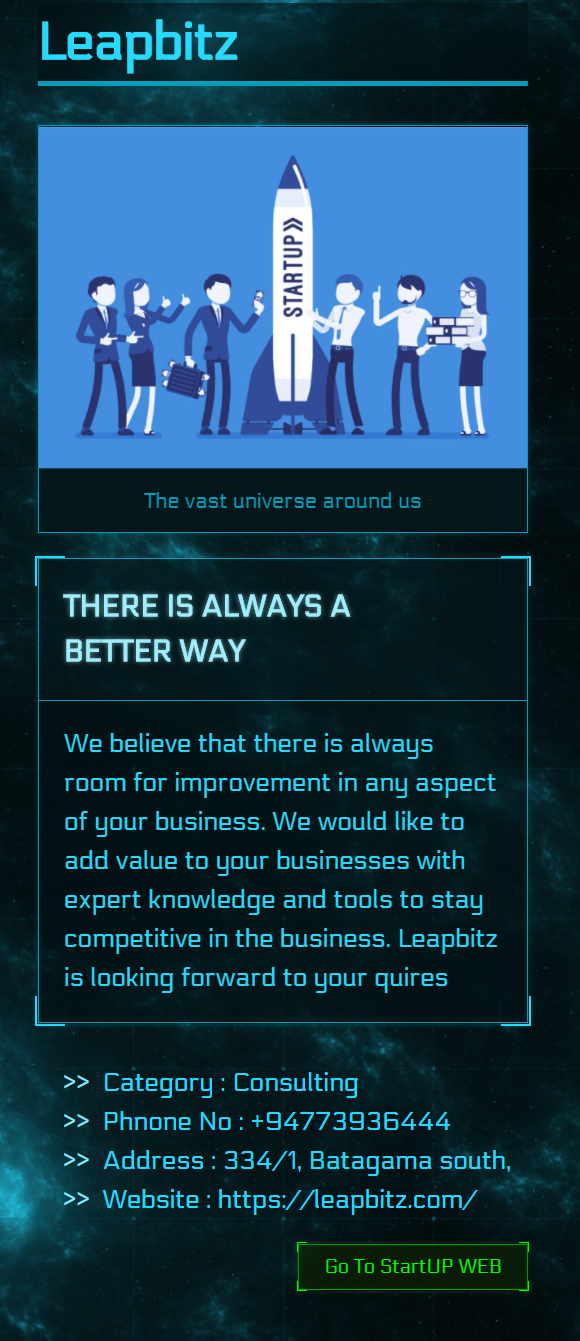 Leapbitz
STARTUP
The vast universe around us
THERE IS ALWAYS A
BETTER WAY
We believe that there is always
room for improvement in any aspect
of your business. We would like to
add value to your businesses with
expert knowledge and tools to stay
competitive in the business. Leapbitz
is looking forward to your quires
>> Category : Consulting
>> Phnone No : +94773936444
>> Address : 334/1, Batagama south,
>> Website : https://leapbitz.com/
Go To StartUP WEB